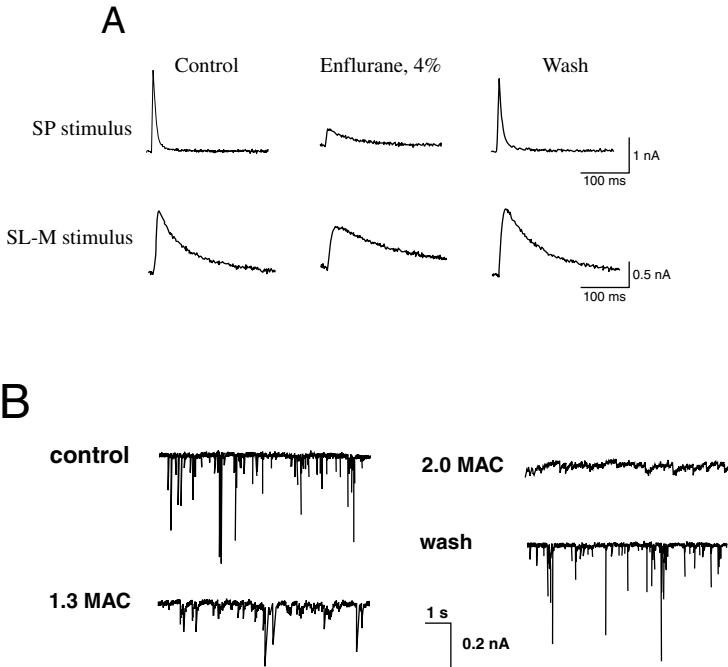 A
Control
Enflurane, 4%
Wash
SP stimulus
1 nA
100 ms
SL-M stimulus
0.5 nA
100 ms
B
control
2.0 MAC
wash
1.3 MAC
1 s
0.2 nA